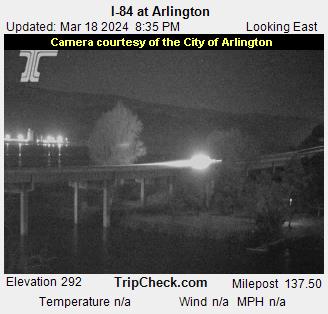 I-84 at Arlington
Updated: Mar 18 2024 8:35 PM Looking East
Camera courtesy of the City of Arlington
Elevation 292 TripCheck.com Milepost 137.50
Temperature n/a Wind n/a MPH n/a